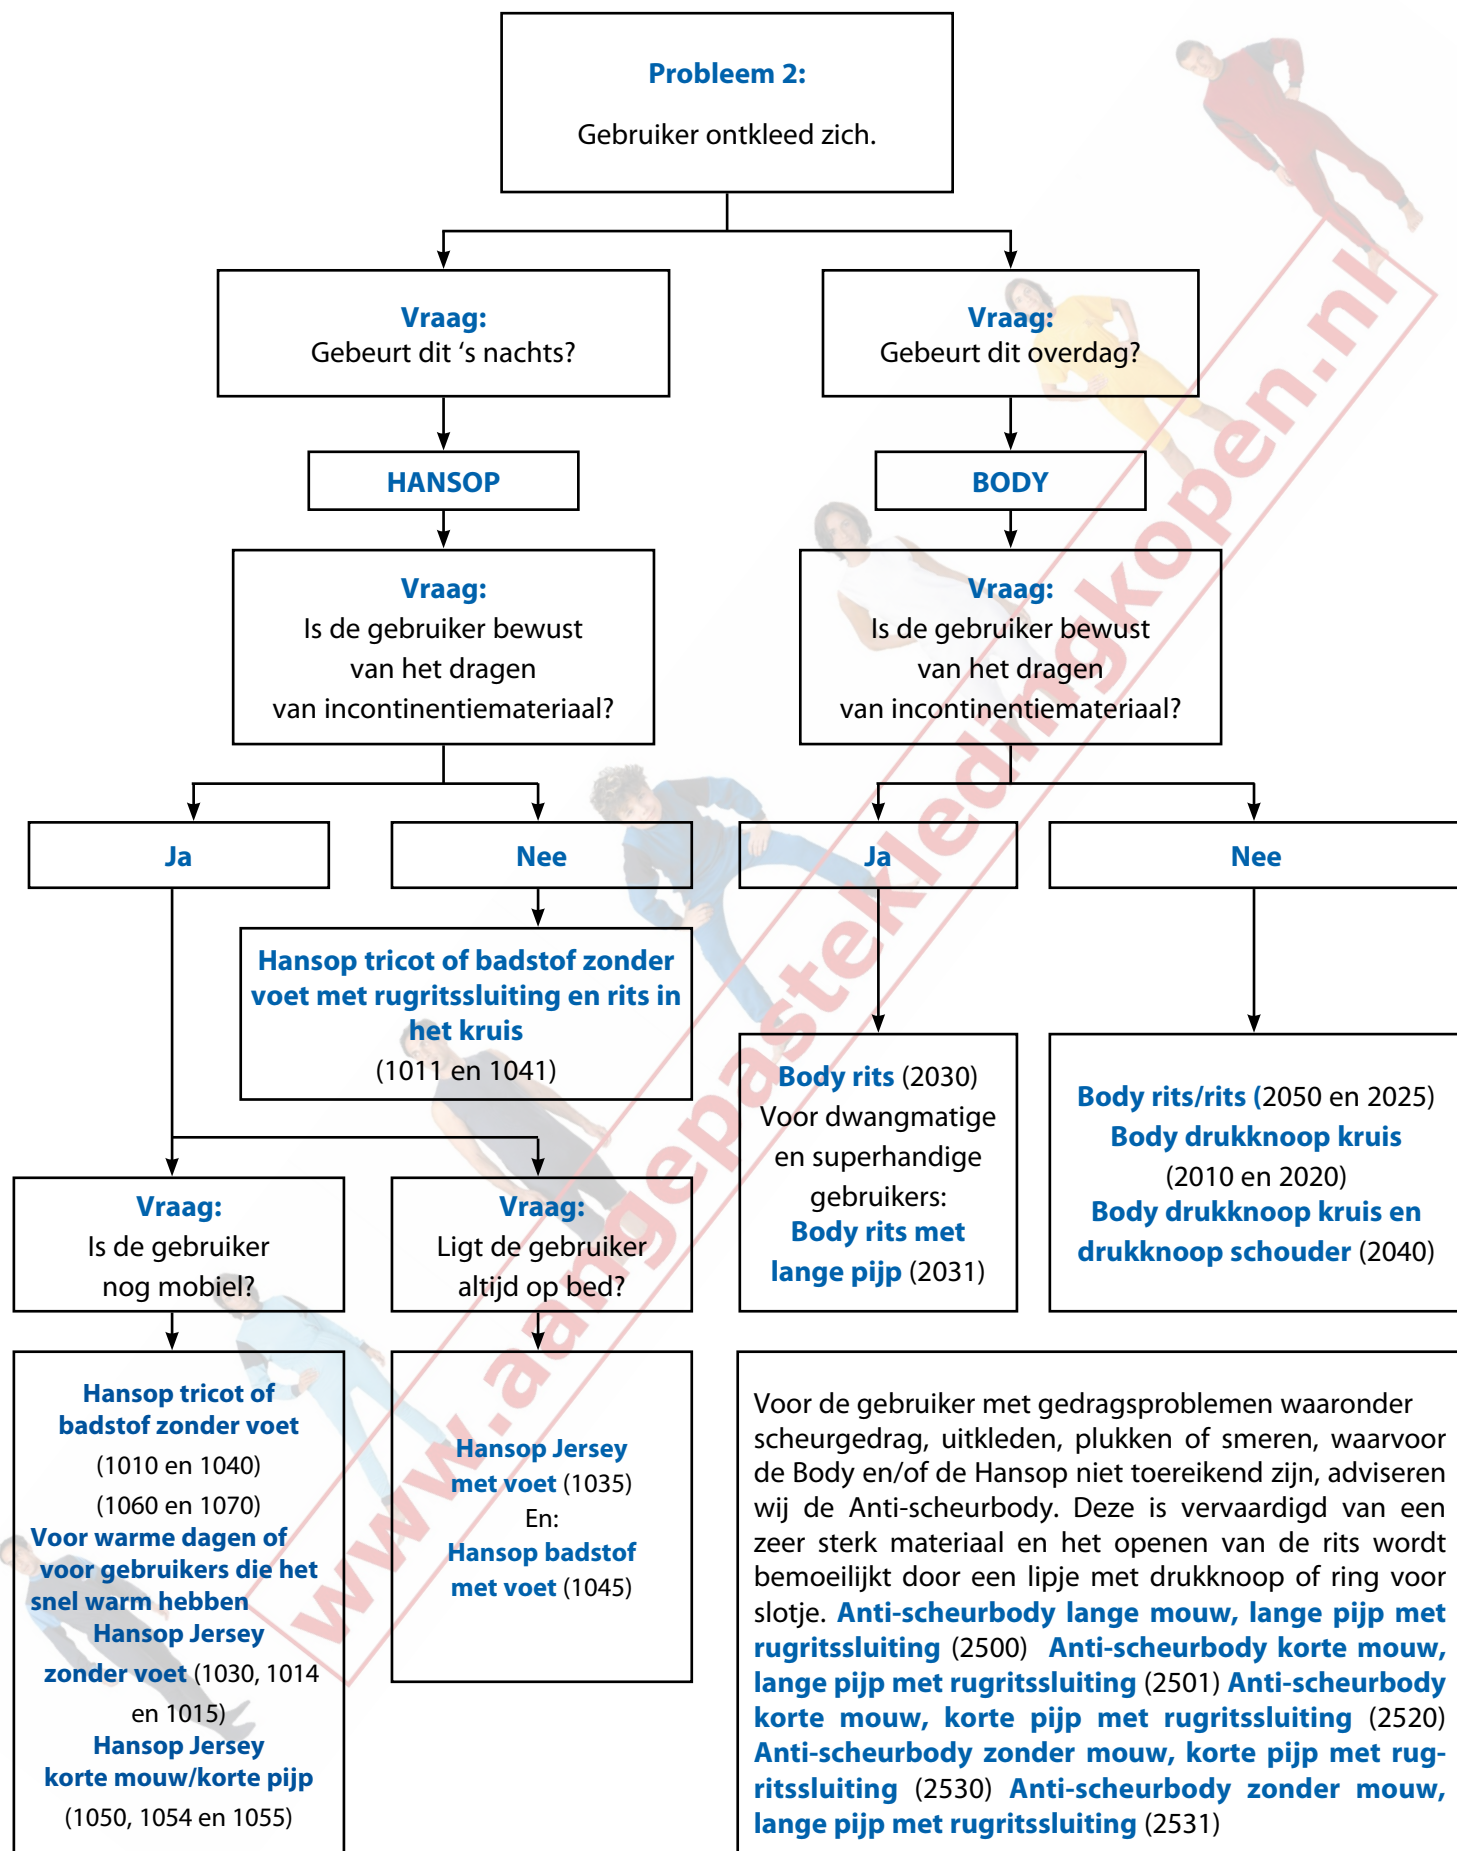 Probleem 2:
Gebruiker ontkleed zich.
Vraag:
Gebeurt dit ‘s nachts?
Vraag:
Gebeurt dit overdag?
HANSOP
BODY
Vraag:
Is de gebruiker bewust
van het dragen
van incontinentiemateriaal?
Vraag:
Is de gebruiker bewust
van het dragen
van incontinentiemateriaal?
Ja
Nee
Ja
Nee
Hansop tricot of badstof zonder
voet met rugritssluiting en rits in
het kruis
(1011 en 1041)
Body rits (2030)
Voor dwangmatige
en superhandige
gebruikers:
Body rits met
lange pijp (2031)
Body rits/rits (2050 en 2025)
Body drukknoop kruis
(2010 en 2020)
Body drukknoop kruis en
drukknoop schouder (2040)
Vraag:
Is de gebruiker
nog mobiel?
Vraag:
Ligt de gebruiker
altijd op bed?
Hansop tricot of
badstof zonder voet
(1010 en 1040)
(1060 en 1070)
Voor warme dagen of
voor gebruikers die het
snel warm hebben
Hansop Jersey
zonder voet (1030, 1014
en 1015)
Hansop Jersey
korte mouw/korte pijp
(1050, 1054 en 1055)
Hansop Jersey
met voet (1035)
En:
Hansop badstof
met voet (1045)
Voor de gebruiker met gedragsproblemen waaronder
scheurgedrag, uitkleden, plukken of smeren, waarvoor
de Body en/of de Hansop niet toereikend zijn, adviseren
wij de Anti-scheurbody. Deze is vervaardigd van een
zeer sterk materiaal en het openen van de rits wordt
bemoeilijkt door een lipje met drukknoop of ring voor
slotje. Anti-scheurbody lange mouw, lange pijp met
rugritssluiting (2500) Anti-scheurbody korte mouw,
lange pijp met rugritssluiting (2501) Anti-scheurbody
korte mouw, korte pijp met rugritssluiting (2520)
Anti-scheurbody zonder mouw, korte pijp met rug-
ritssluiting (2530) Anti-scheurbody zonder mouw,
lange pijp met rugritssluiting (2531)
www.aangepastekledingkopen.nl